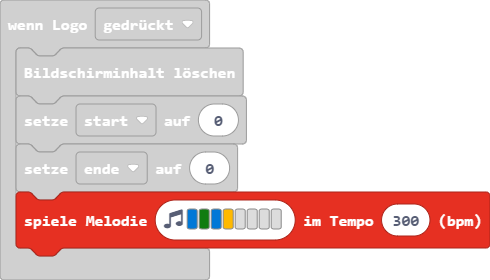 wenn Logo gedrückt
Bildschirminhalt löschen
setze start auf 0
setze ende auf 0
spiele Melodie im Tempo 300 (bpm)